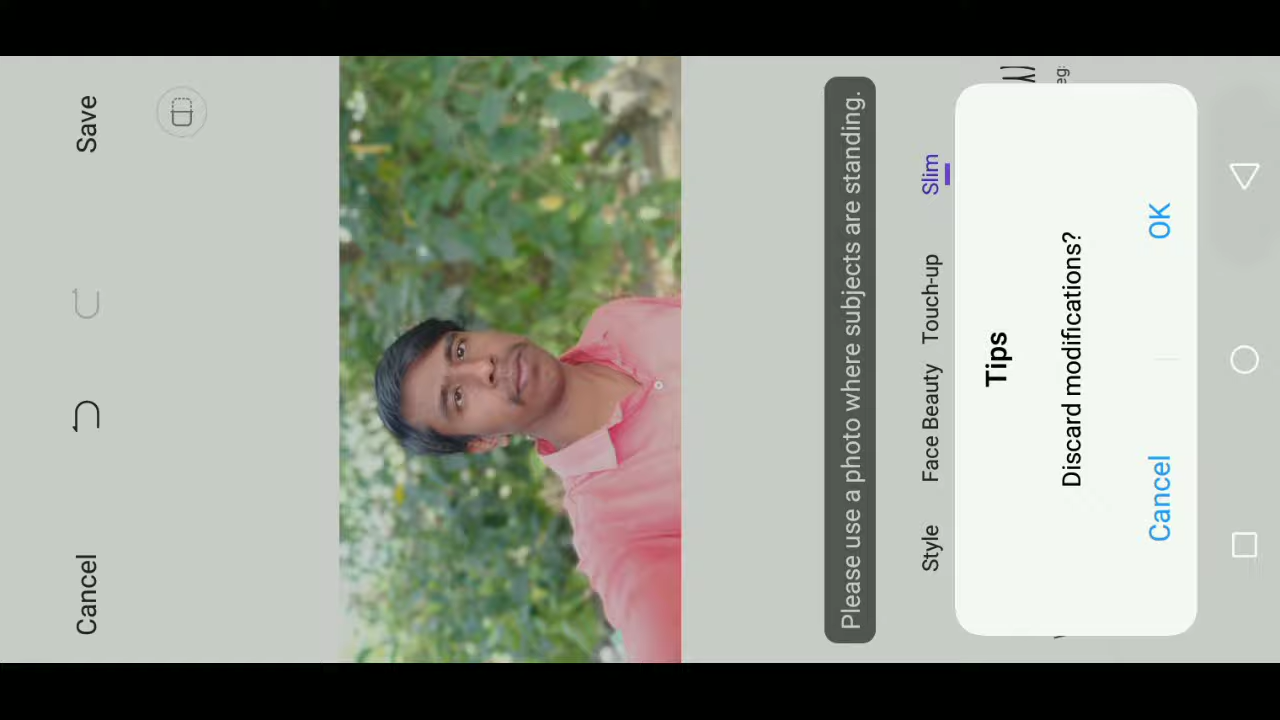 Cancel
Save
Please use a photo where subjects are standing.
Style Face Beauty Touch-up Slim
Tips
Discard modifications?
Cancel OK